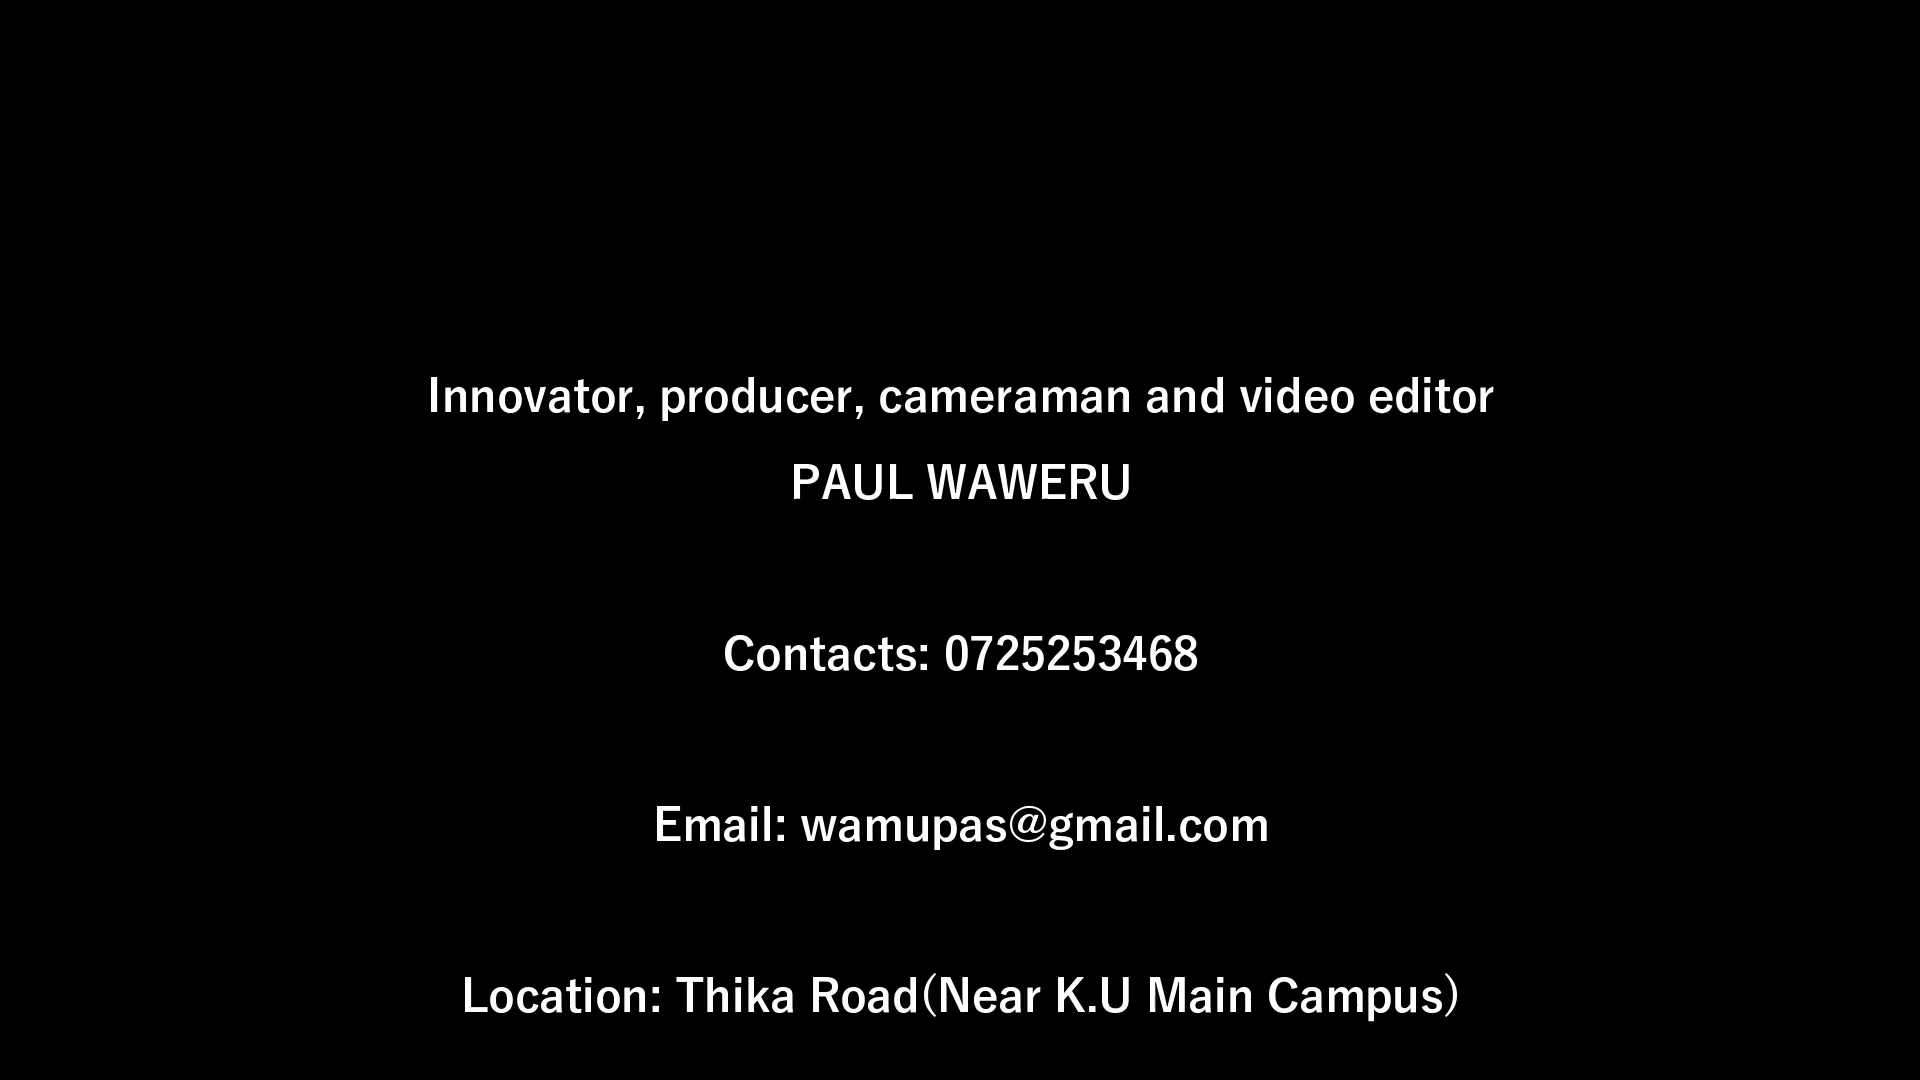 Innovator, producer, cameraman and video editor
PAUL WAWERU
Contacts: 0725253468
Email: wamupas@gmail.com
Location: Thika Road(Near K.U Main Campus)